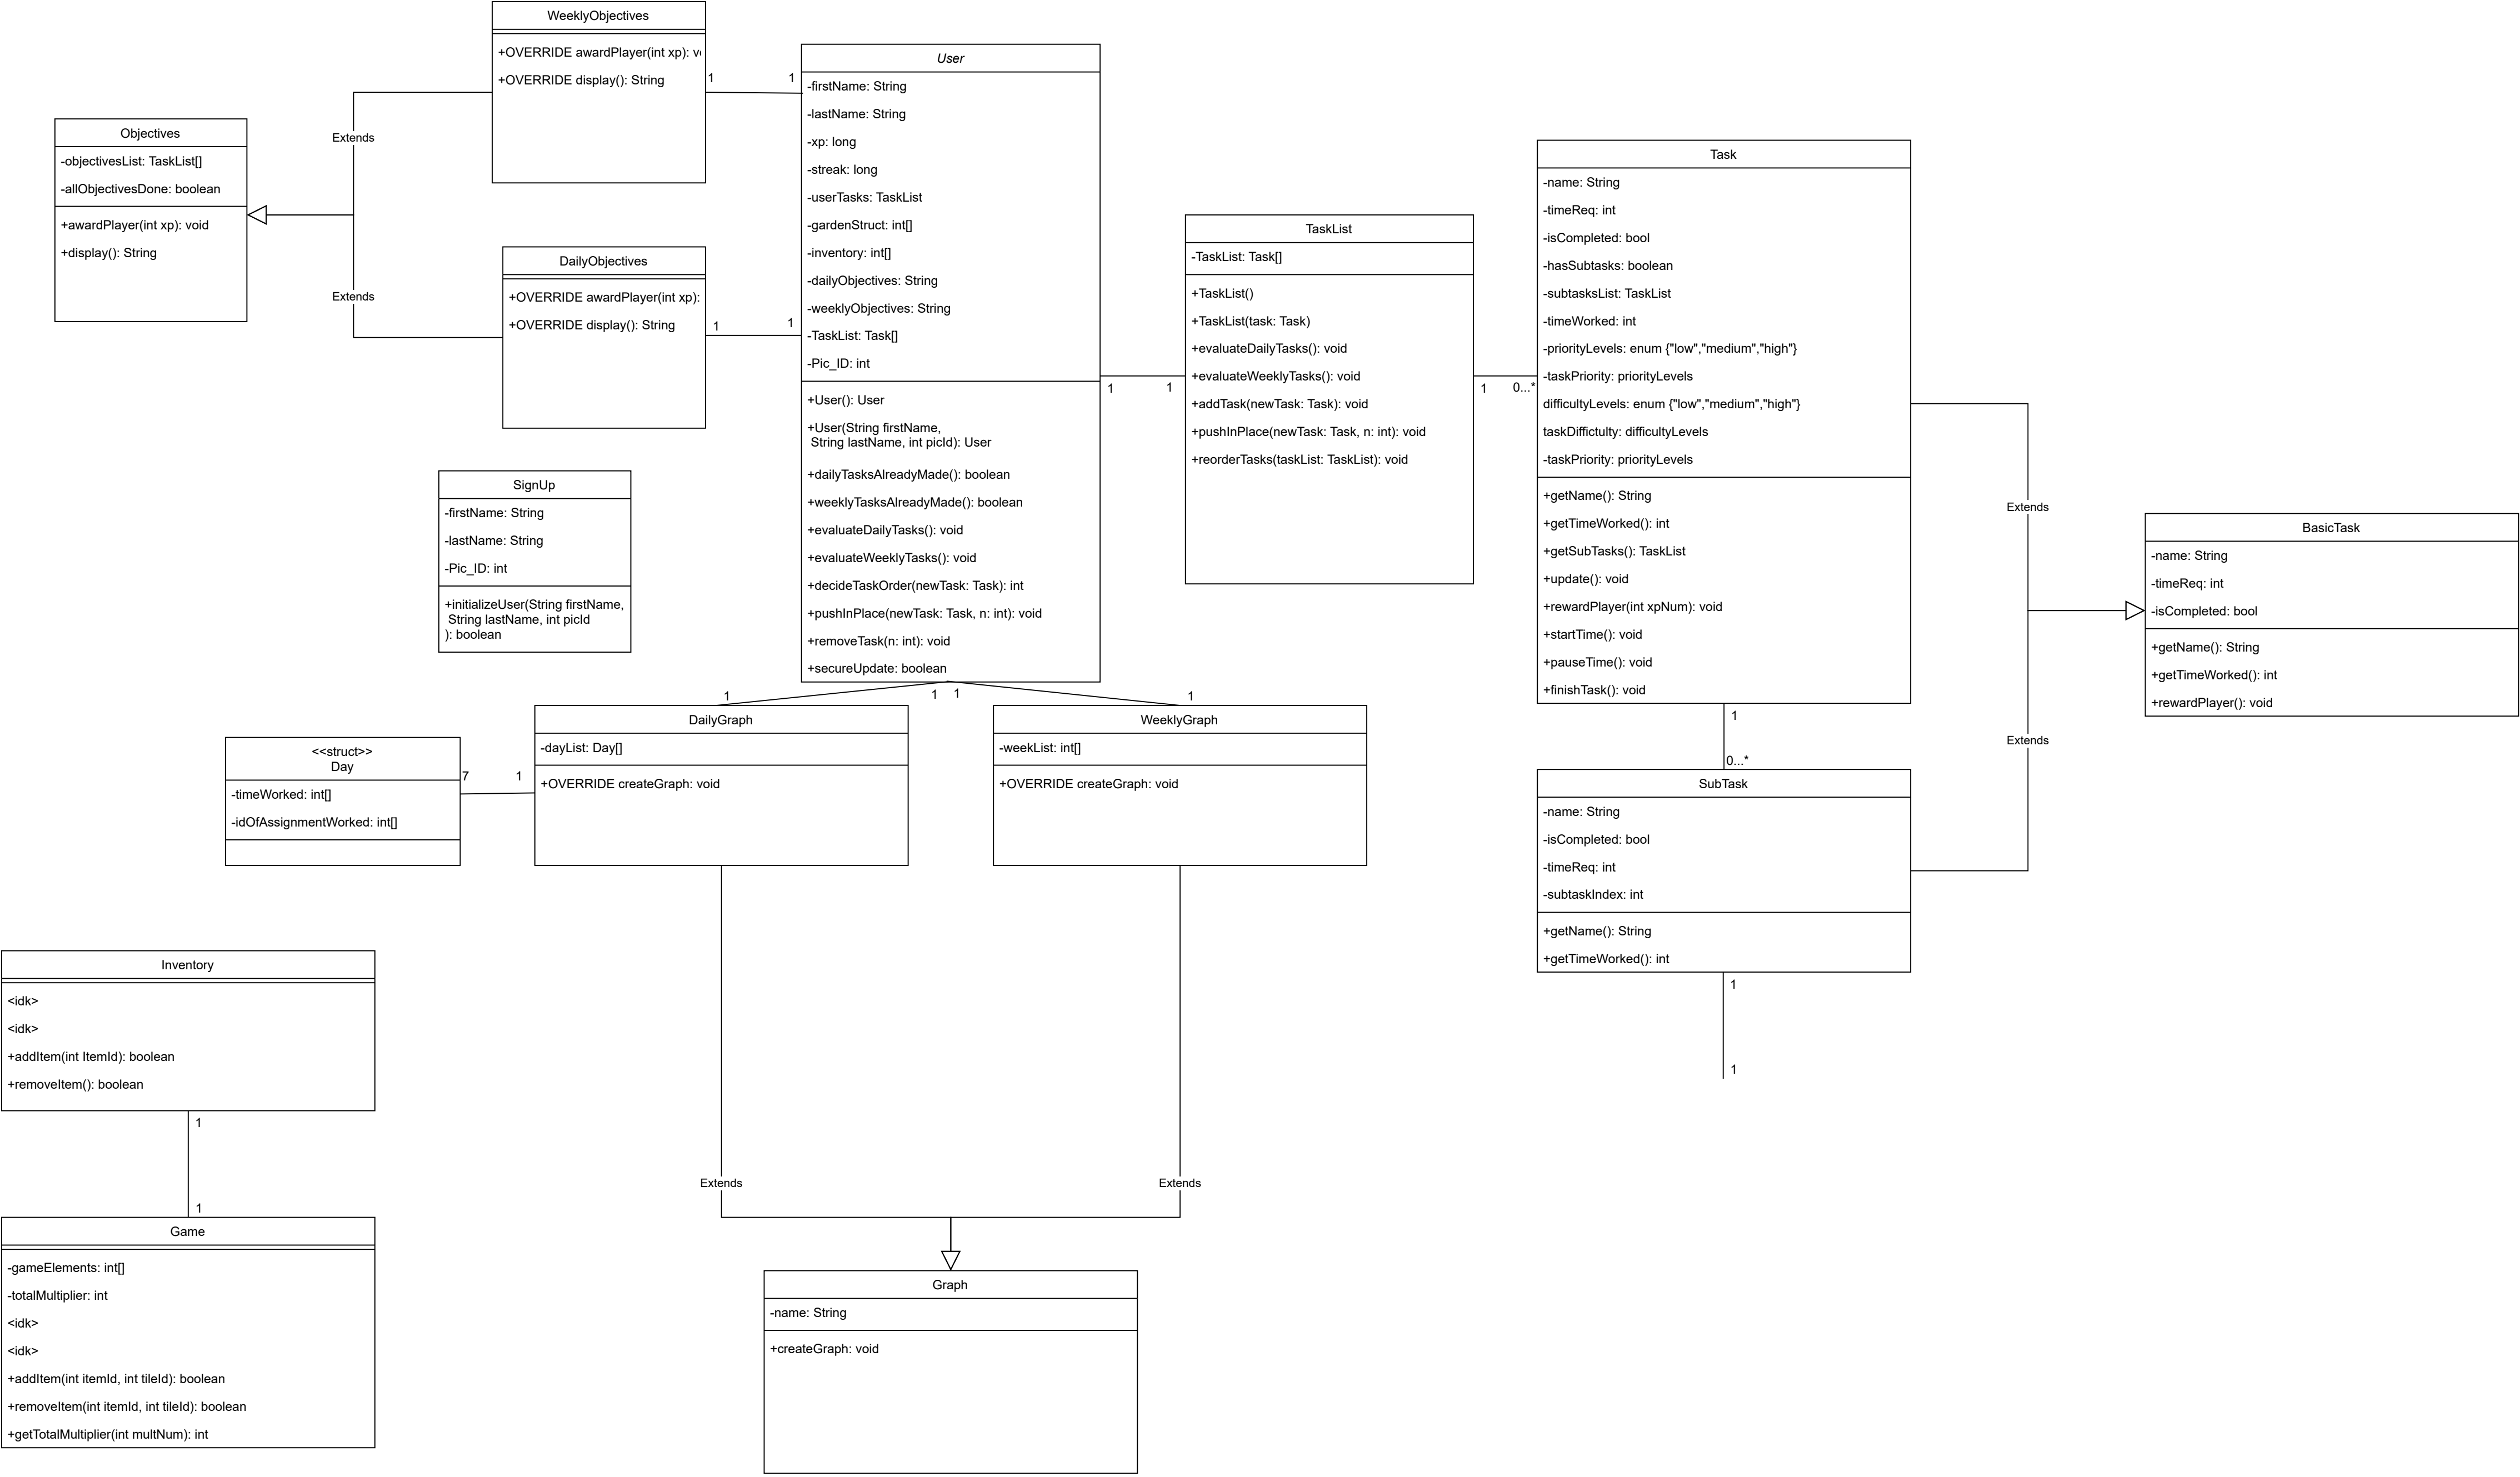 WeeklyObjectives
+OVERRIDE awardPlayer(int xp): v
+OVERRIDE display(): String
1
1
Objectives
-objectivesList: TaskList[]
-allObjectivesDone: boolean
+awardPlayer(int xp): void
+display(): String
Extends
Extends
DailyObjectives
+OVERRIDE awardPlayer(int xp):
+OVERRIDE display(): String
1
1
User
-firstName: String
-lastName: String
-xp: long
-streak: long
-userTasks: TaskList
-gardenStruct: int[]
-inventory: int[]
-dailyObjectives: String
-weeklyObjectives: String
-TaskList: Task[]
-Pic_ID: int
+User(): User
+User(String firstName,
String lastName, int picId): User
+dailyTasksAlreadyMade(): boolean
+weeklyTasksAlreadyMade(): boolean
+evaluateDailyTasks(): void
+evaluateWeeklyTasks(): void
+decideTaskOrder(newTask: Task): int
+pushInPlace(newTask: Task, n: int): void
+removeTask(n: int): void
+secureUpdate: boolean
1
1
TaskList
-TaskList: Task[]
+TaskList()
+TaskList(task: Task)
+evaluateDailyTasks(): void
+evaluateWeeklyTasks(): void
+addTask(newTask: Task): void
+pushInPlace(newTask: Task, n: int): void
+reorderTasks(taskList: TaskList): void
1
0...*
Task
-name: String
-timeReq: int
-isCompleted: bool
-hasSubtasks: boolean
-subtasksList: TaskList
-timeWorked: int
-priorityLevels: enum {"low","medium","high"}
-taskPriority: priorityLevels
difficultyLevels: enum {"low","medium","high"}
taskDiffictulty: difficultyLevels
-taskPriority: priorityLevels
+getName(): String
+getTimeWorked(): int
+getSubTasks(): TaskList
+update(): void
+rewardPlayer(int xpNum): void
+startTime(): void
+pauseTime(): void
+finishTask(): void
Extends
Extends
BasicTask
-name: String
-timeReq: int
-isCompleted: bool
+getName(): String
+getTimeWorked(): int
+rewardPlayer(): void
1
0...*
SubTask
-name: String
-isCompleted: bool
-timeReq: int
-subtaskIndex: int
+getName(): String
+getTimeWorked(): int
1
1
SignUp
-firstName: String
-lastName: String
-Pic_ID: int
+initializeUser(String firstName,
String lastName, int picId
): boolean
1
1
1
1
DailyGraph
-dayList: Day[]
+OVERRIDE createGraph: void
WeeklyGraph
-weekList: int[]
+OVERRIDE createGraph: void
<<struct>>
Day
-timeWorked: int[]
-idOfAssignmentWorked: int[]
7
1
Inventory
<idk>
<idk>
+addItem(int ItemId): boolean
+removeItem(): boolean
1
1
Game
-gameElements: int[]
-totalMultiplier: int
<idk>
<idk>
+addItem(int itemId, int tileId): boolean
+removeItem(int itemId, int tileId): boolean
+getTotalMultiplier(int multNum): int
Extends
Extends
Graph
-name: String
+createGraph: void